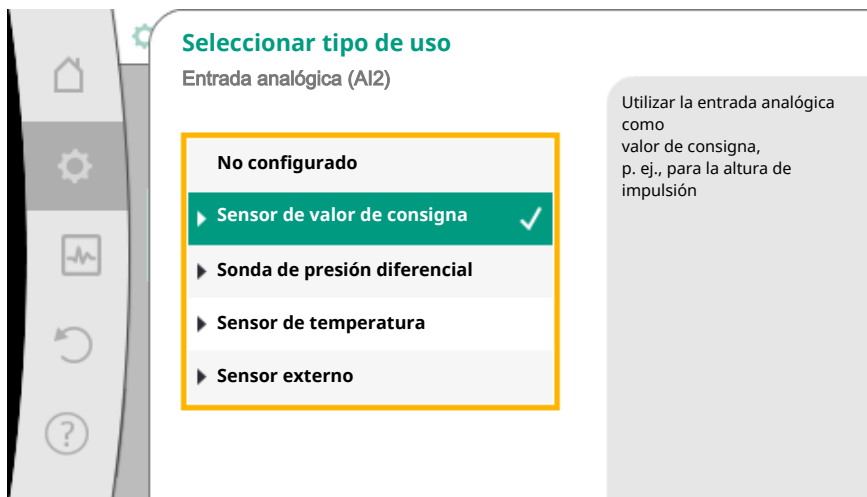 Seleccionar tipo de uso
Entrada analógica (AI2)
No configurado
Sensor de valor de consigna
Sonda de presión diferencial
Sensor de temperatura
Sensor externo
Utilizar la entrada analógica
como
valor de consigna,
p. ej., para la altura de
impulsión
?